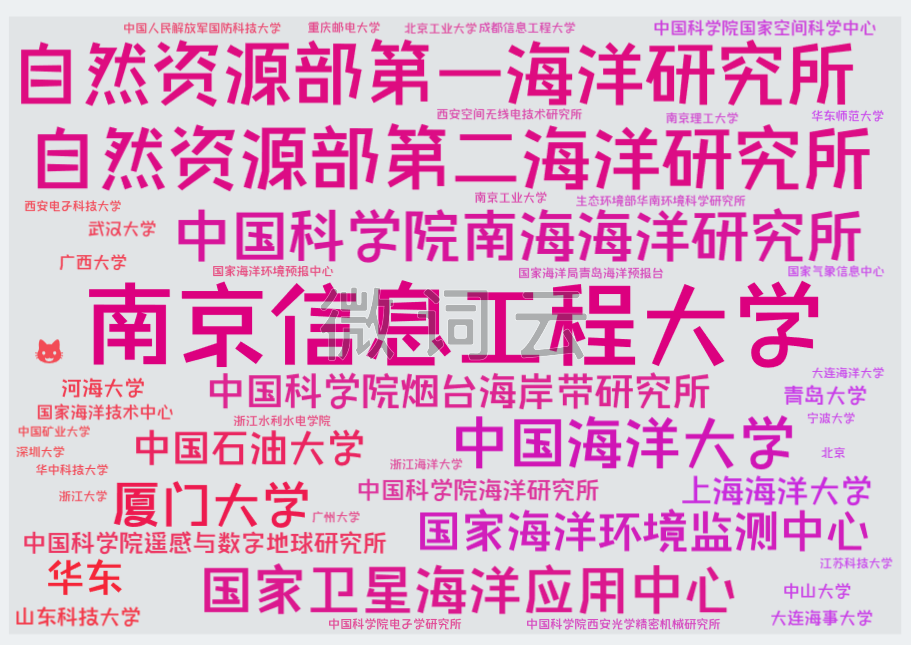 中国人民解放军国防科技大学
重庆邮电大学
北京工业大学
成都信息工程大学
中国科学院国家空间科学中心
自然资源部第一海洋研究所
西安空间无线电技术研究所
南京理工大学
华东师范大学
自然资源部第二海洋研究所
南京工业大学
生态环境部华南环境科学研究所
西安电子科技大学
武汉大学
中国科学院南海海洋研究所
广西大学
国家海洋环境预报中心
国家海洋局青岛海洋预报台
国家气象信息中心
南京信息工程大学
微词云
大连海洋大学
河海大学
中国科学院烟台海岸带研究所
青岛大学
国家海洋技术中心
浙江水利水电学院
宁波大学
中国矿业大学
中国石油大学
中国海洋大学
深圳大学
北京
华中科技大学
浙江海洋大学
浙江大学
厦门大学
中国科学院海洋研究所
上海海洋大学
广州大学
国家海洋环境监测中心
中国科学院遥感与数字地球研究所
江苏科技大学
华东
国家卫星海洋应用中心
中山大学
山东科技大学
中国科学院电子学研究所
中国科学院西安光学精密机械研究所
大连海事大学